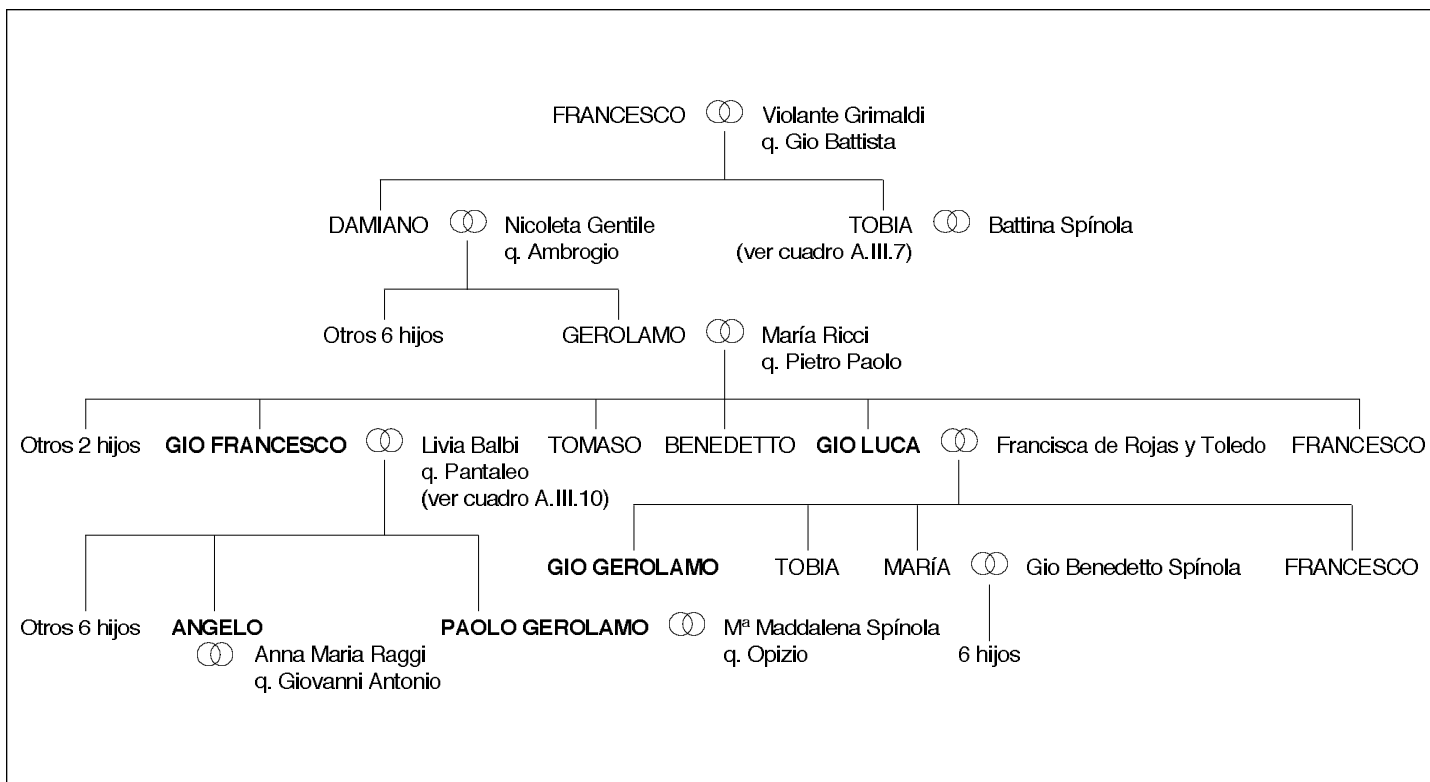 FRANCESCO Violante Grimaldi
q. Gio Battista
DAMIANO Nicoleta Gentile TOBIA Battina Spínola
q. Ambrogio (ver cuadro A.III.7)
Otros 6 hijos GEROLAMO María Ricci
q. Pietro Paolo
Otros 2 hijos GIO FRANCESCO Livia Balbi TOMASO BENEDETTO GIO LUCA Francisca de Rojas y Toledo FRANCESCO
q. Pantaleo
(ver cuadro A.III.10)
GIO GEROLAMO TOBIA MARÍA Gio Benedetto Spínola FRANCESCO
Otros 6 hijos ANGELO PAOLO GEROLAMO Mª Maddalena Spínola
Anna Maria Raggi q. Opizio 6 hijos
q. Giovanni Antonio